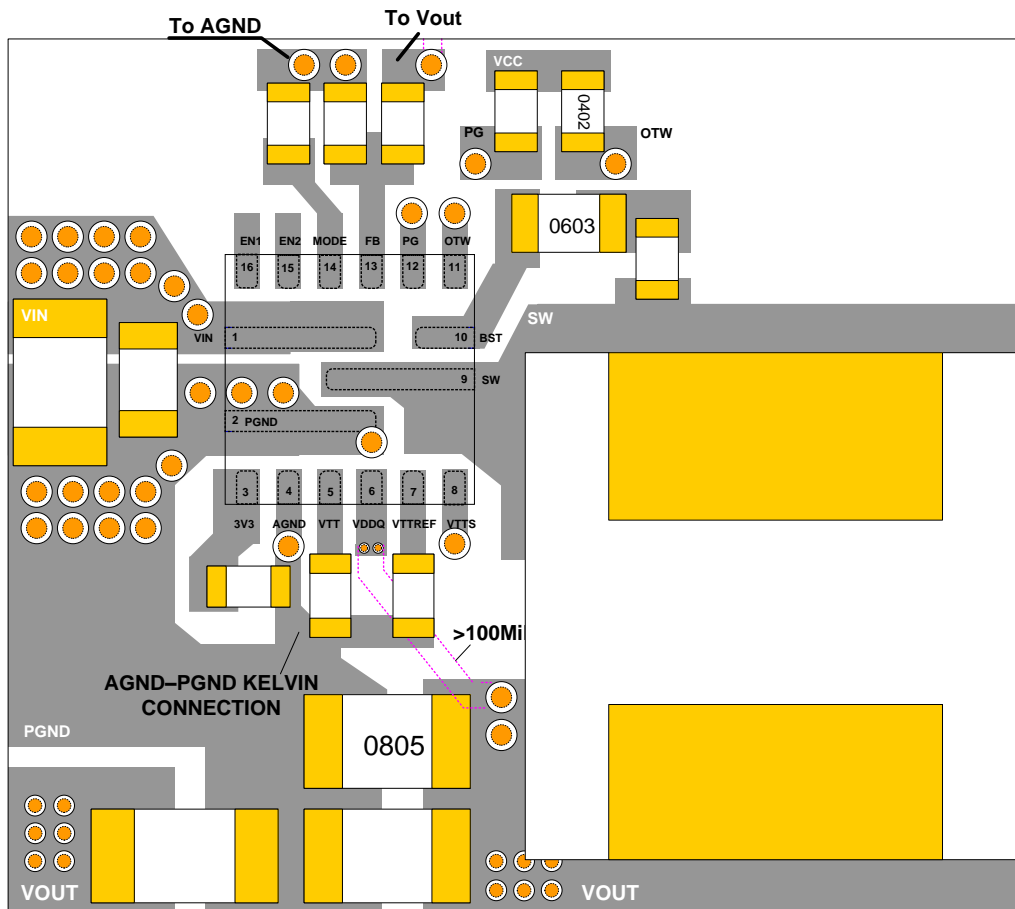 To AGND
To Vout
VCC
0402
PG
OTW
0603
EN1 EN2 MODE FB PG OTW
16 15 14 13 12 11
VIN
SW
VIN 1 10 BST
9 SW
2 PGND
3 4 5 6 7 8
3V3 AGND VTT VDDQ VTTREF VTTS
>100Mil
AGND–PGND KELVIN
CONNECTION
PGND
0805
VOUT
VOUT